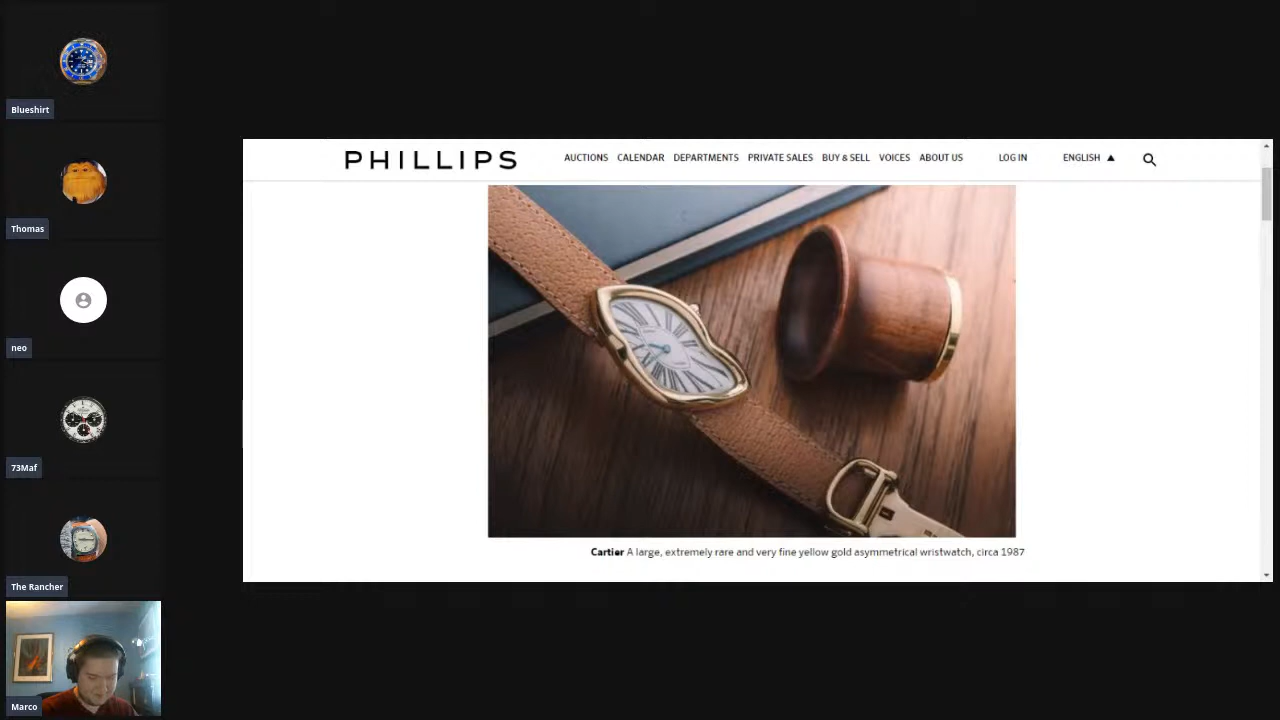 Blueshirt
Thomas
neo
73Maf
The Rancher
Marco
PHILLIPS
AUCTIONS CALENDAR DEPARTMENTS PRIVATE SALES BUY & SELL VOICES ABOUT US LOG IN ENGLISH
Cartier A large, extremely rare and very fine yellow gold asymmetrical wristwatch, circa 1987